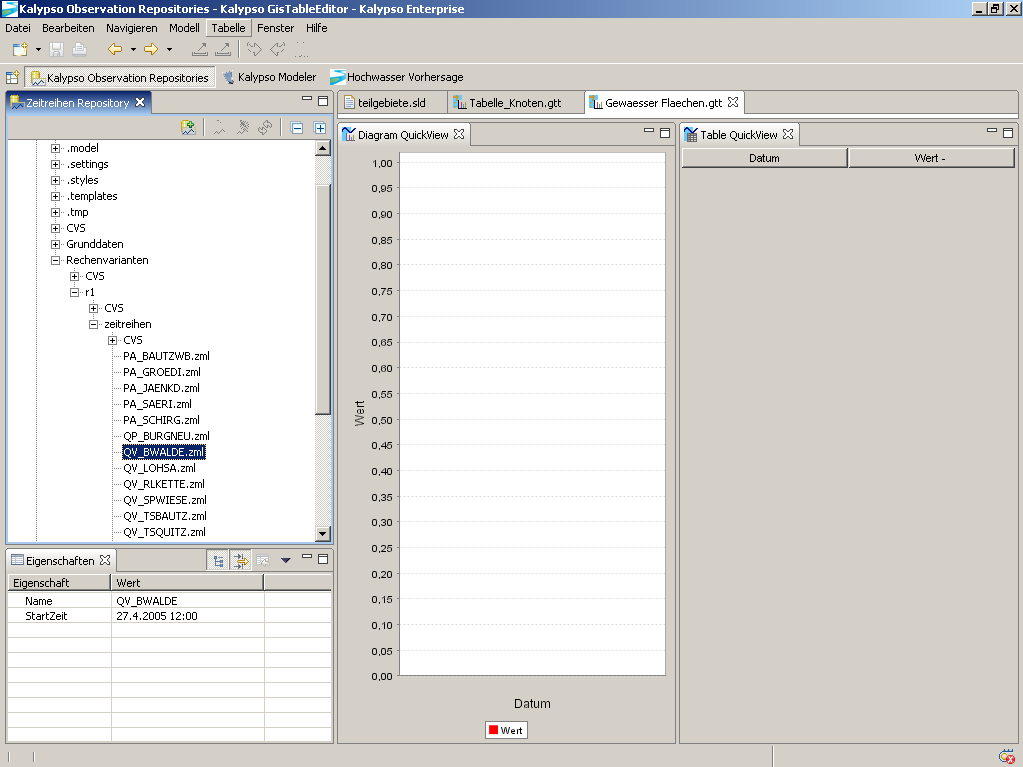 Kalypso Observation Repositories - Kalypso GisTableEditor - Kalypso Enterprise
Datei Bearbeiten Navigieren Modell Tabelle Fenster Hilfe
Kalypso Observation Repositories Kalypso Modeler Hochwasser Vorhersage
Zeitreihen Repository
.model
.settings
.styles
.templates
.tmp
CVS
Grunddaten
Rechenvarianten
CVS
r1
CVS
zeitreihen
CVS
PA_BAUTZWB.zml
PA_GROEDI.zml
PA_JAENKD.zml
PA_SAERI.zml
PA_SCHIRG.zml
QP_BURGNEU.zml
QV_BWALDE.zml
QV_LOHSA.zml
QV_RLKETTE.zml
QV_SPWIESE.zml
QV_TSBAUTZ.zml
QV_TSQUITZ.zml
Eigenschaften
Eigenschaft Wert
Name QV_BWALDE
StartZeit 27.4.2005 12:00
teilgebiete.sld Tabelle_Knoten.gtt Gewaesser Flaechen.gtt
Diagram QuickView
1,00
0,95
0,90
0,85
0,80
0,75
0,70
0,65
0,60
0,55
0,50
0,45
0,40
0,35
0,30
0,25
0,20
0,15
0,10
0,05
0,00
Wert
Datum
Wert
Table QuickView
Datum Wert -